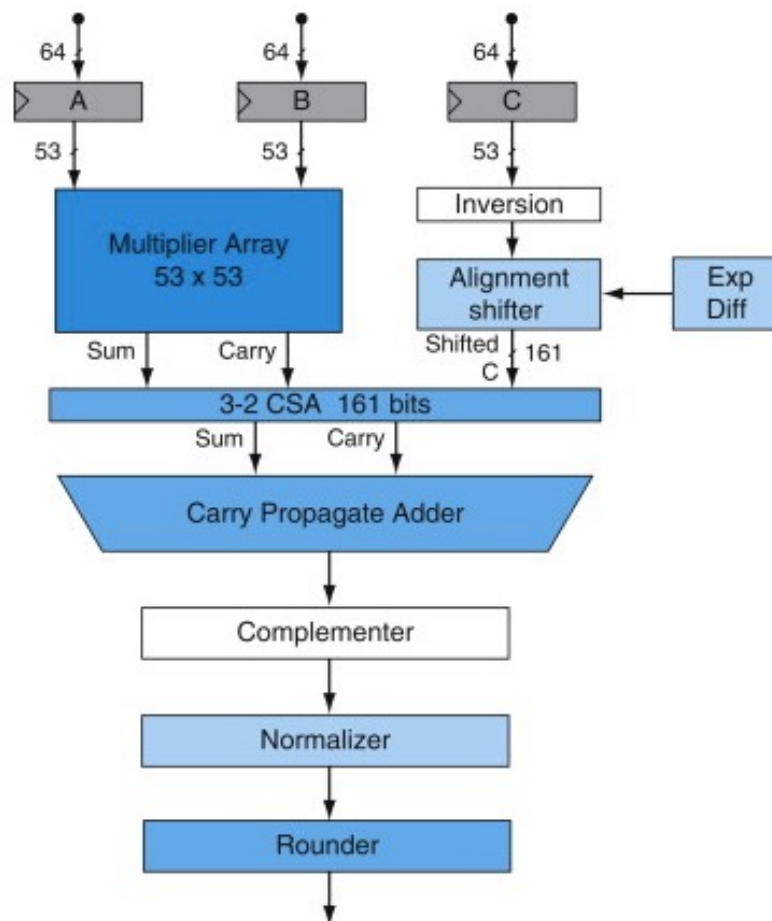 64
64
64
A
B
C
53
53
53
Inversion
Multiplier Array
53 x 53
Alignment
shifter
Exp
Diff
Sum
Carry
Shifted
C
161
3-2 CSA 161 bits
Sum
Carry
Carry Propagate Adder
Complementer
Normalizer
Rounder